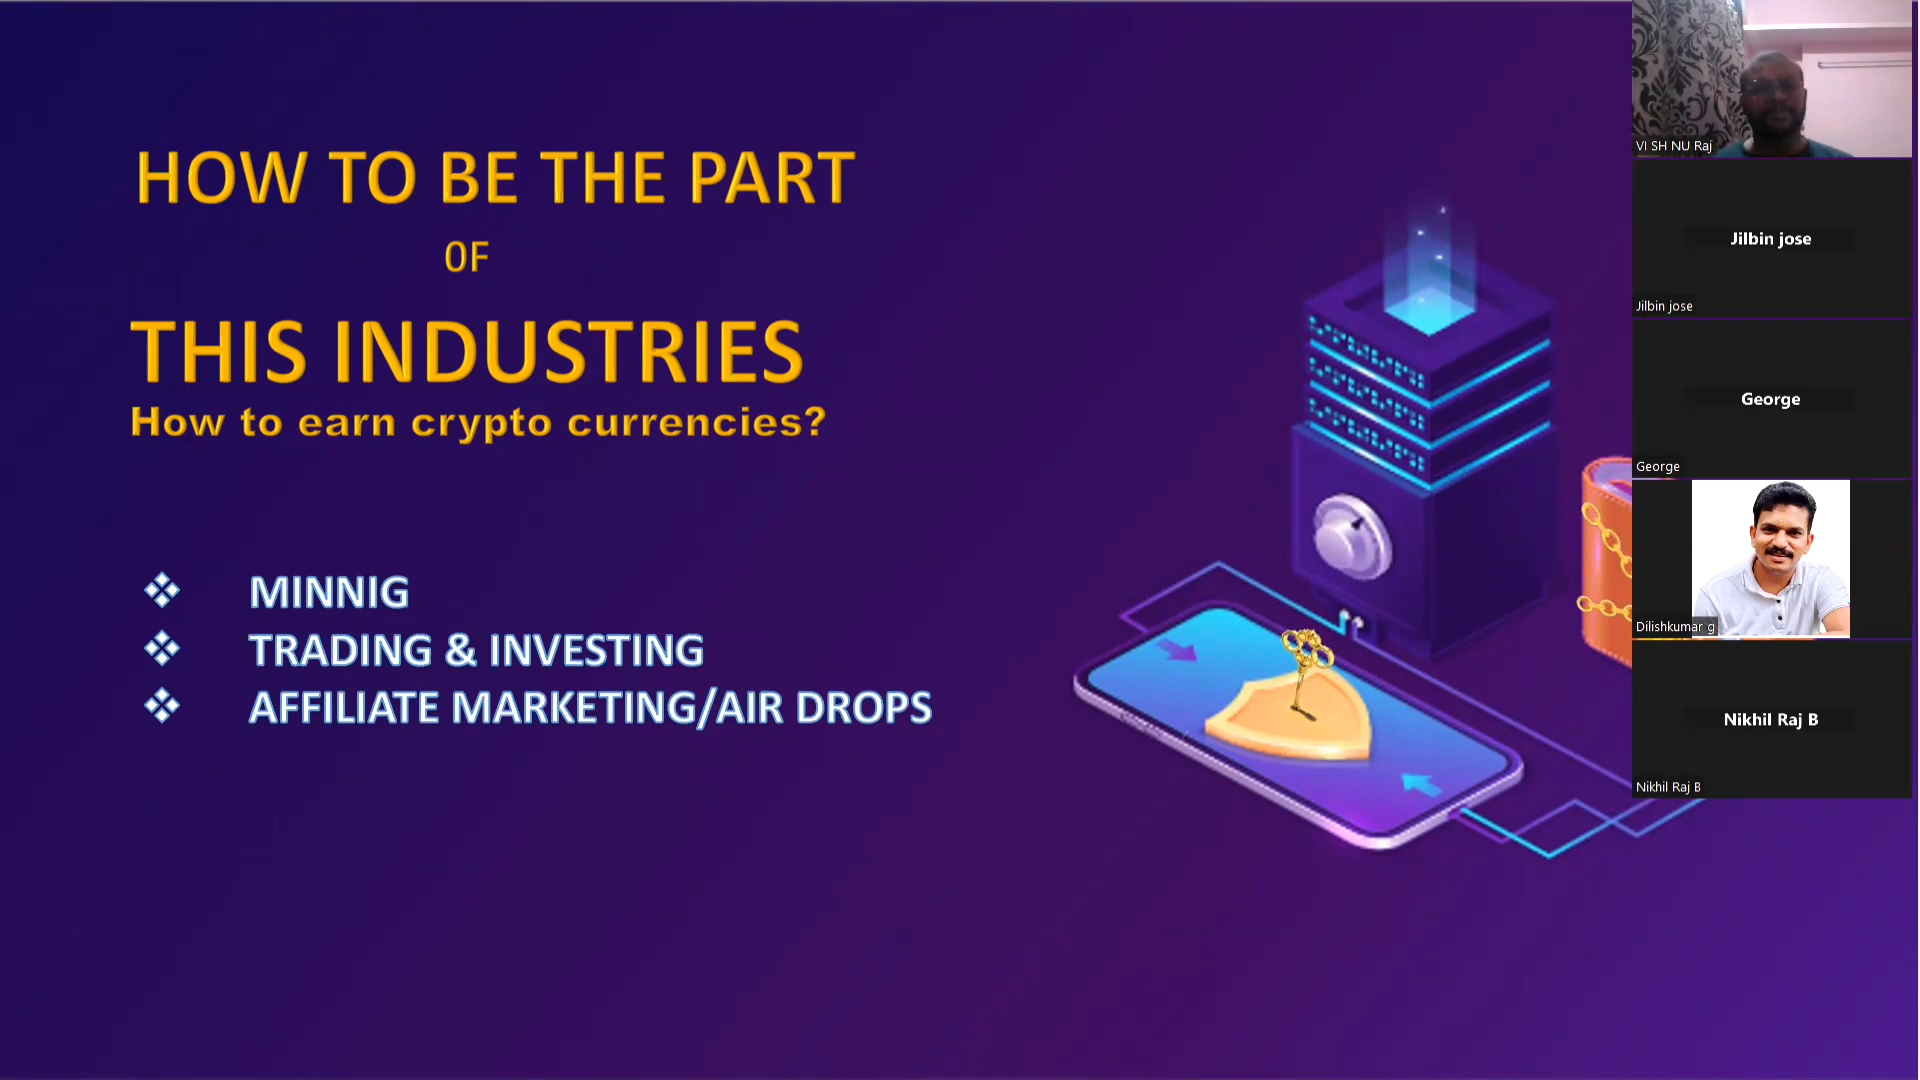 HOW TO BE THE PART
OF
THIS INDUSTRIES
How to earn crypto currencies?
❖ MINNIG
❖ TRADING & INVESTING
❖ AFFILIATE MARKETING/AIR DROPS
VI SH NU Raj
Jilbin jose
Jilbin jose
George
George
Dilishkumar g
Nikhil Raj B
Nikhil Raj B